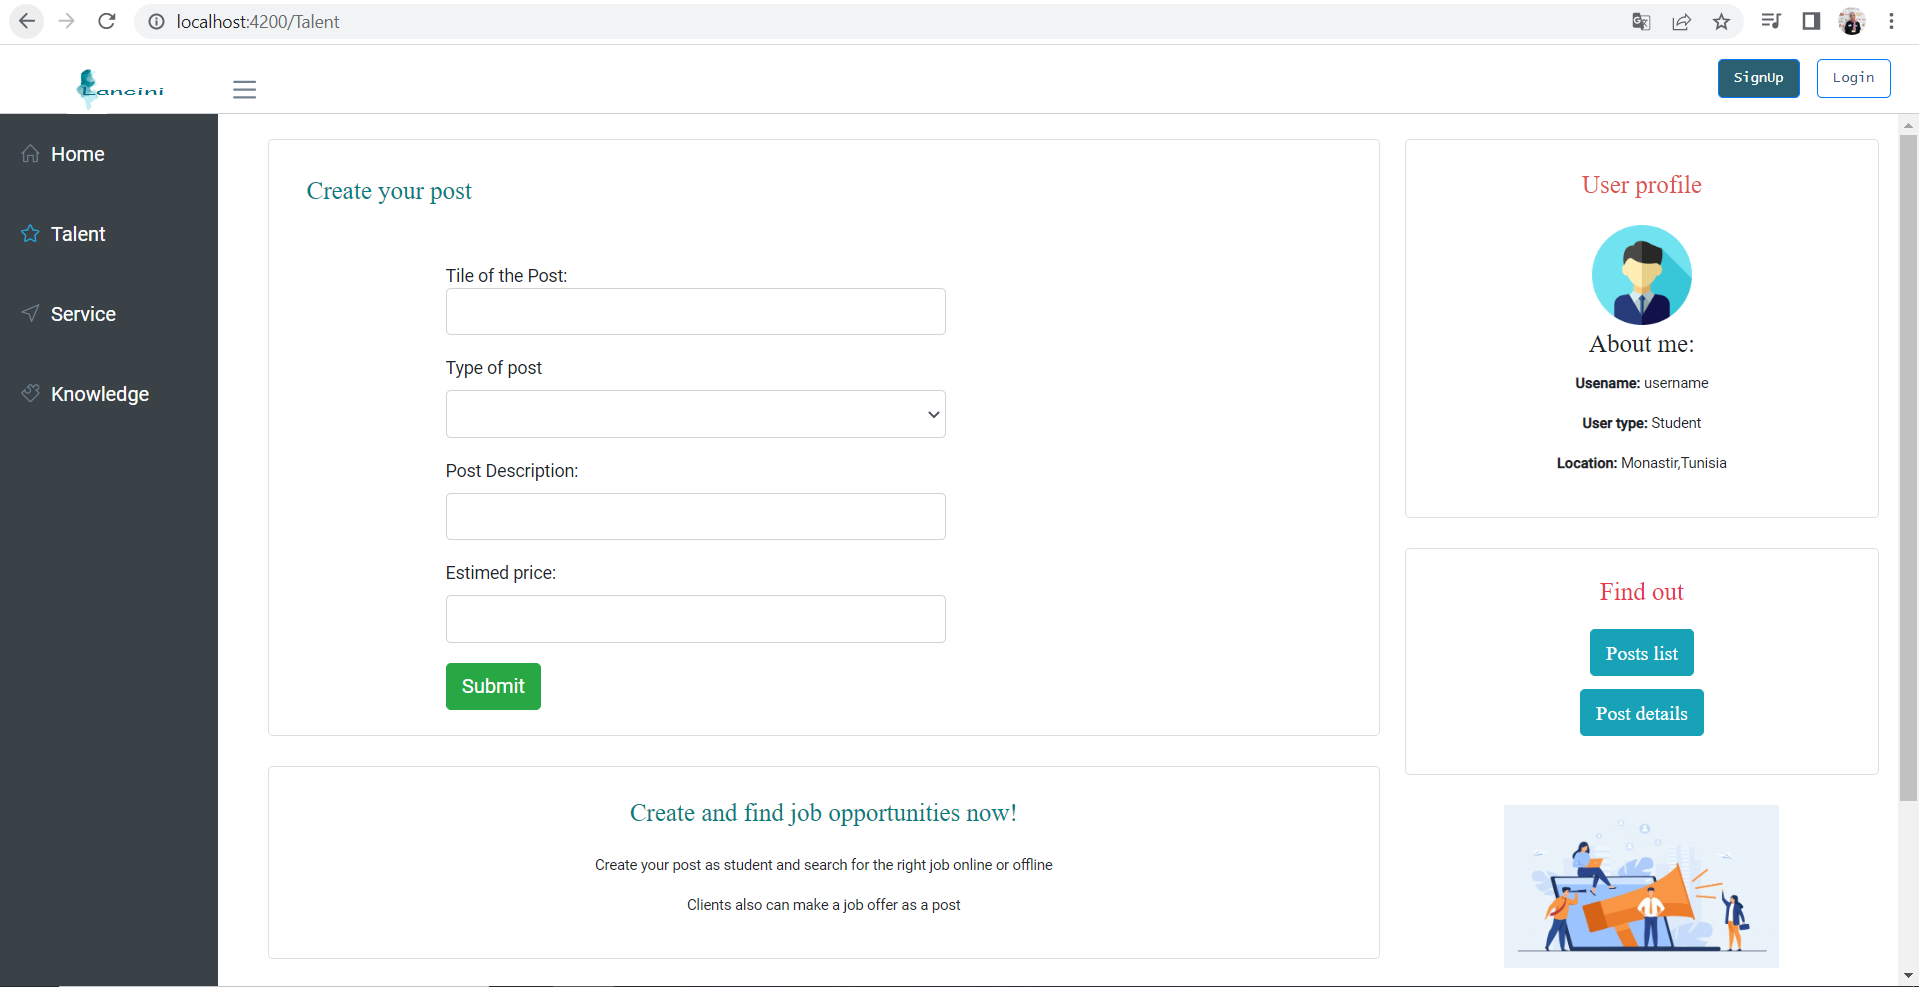 localhost:4200/Talent
Lansini
SignUp
Login
Home
Talent
Service
Knowledge
Create your post
Tile of the Post:
Type of post
Post Description:
Estimed price:
Submit
Create and find job opportunities now!
Create your post as student and search for the right job online or offline
Clients also can make a job offer as a post
User profile
About me:
Usename: username
User type: Student
Location: Monastir,Tunisia
Find out
Posts list
Post details